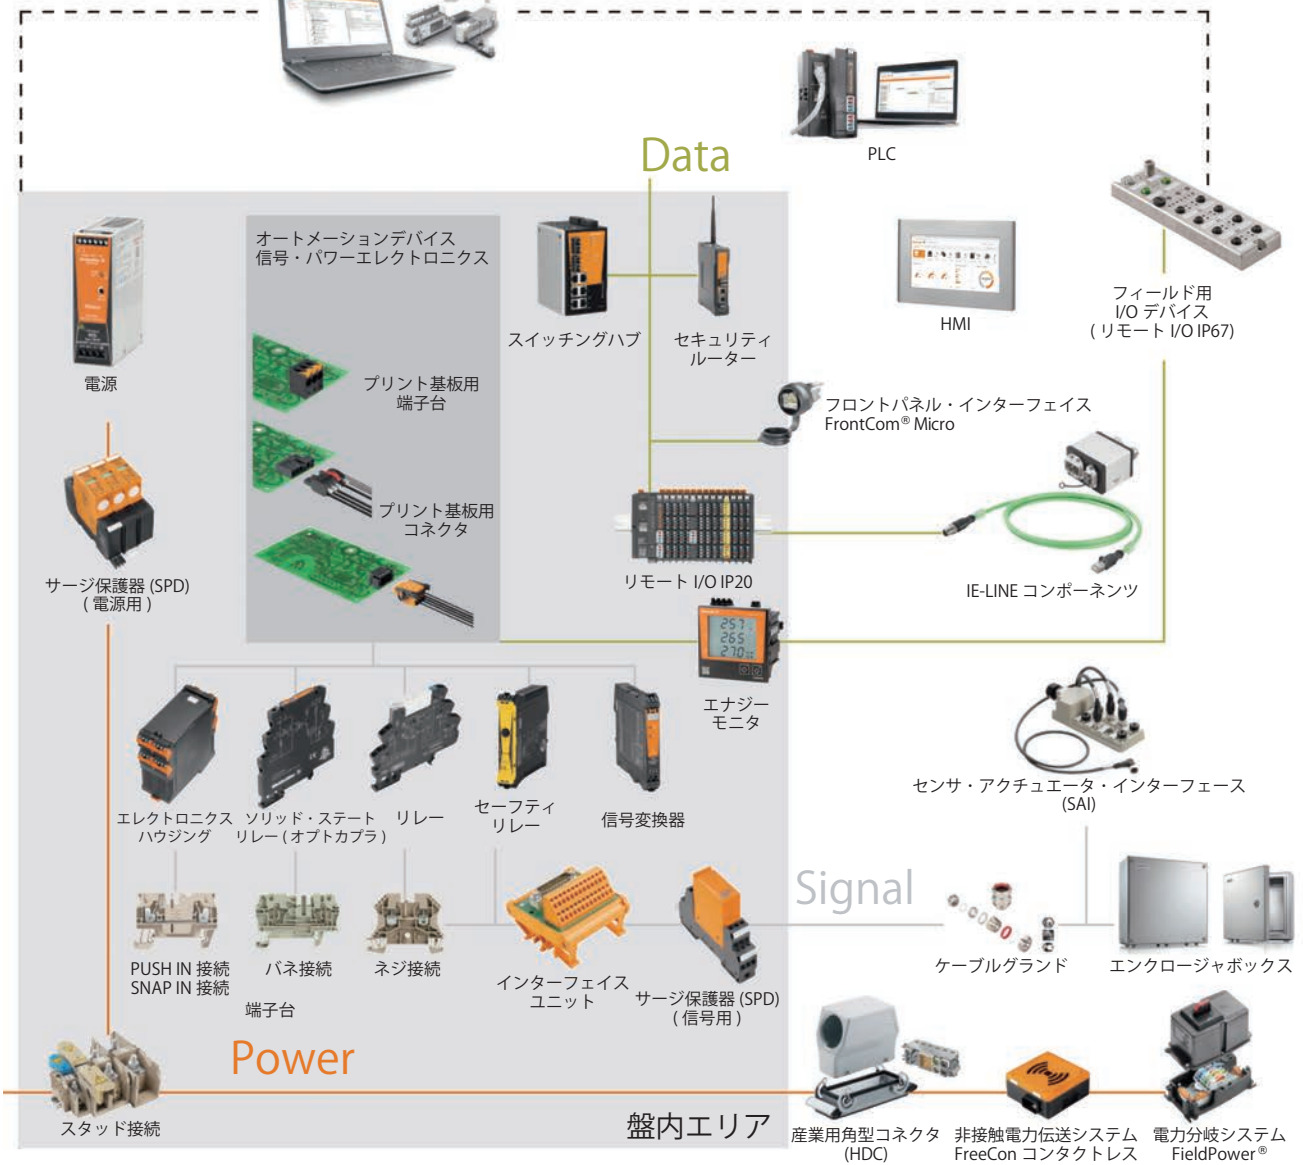 PLC
Data
オートメーションデバイス
信号・パワーエレクトロニクス
スイッチングハブ
セキュリティ
ルーター
HMI
フィールド用
I/O デバイス
( リモート I/O IP67)
電源
プリント基板用
端子台
フロントパネル・インターフェイス
FrontCom® Micro
プリント基板用
コネクタ
サージ保護器 (SPD)
( 電源用 )
リモート I/O IP20
IE-LINE コンポーネンツ
257
265
270
エナジー
モニタ
エレクトロニクス
ハウジング
ソリッド・ステート
リレー ( オプトカプラ )
リレー
セーフティ
リレー
信号変換器
センサ・アクチュエータ・インターフェース
(SAI)
Signal
PUSH IN 接続
SNAP IN 接続
バネ接続
ネジ接続
端子台
インターフェイス
ユニット
サージ保護器 (SPD)
( 信号用 )
ケーブルグランド
エンクロージャボックス
Power
スタッド接続
盤内エリア
産業用角型コネクタ
(HDC)
非接触電力伝送システム
FreeCon コンタクトレス
電力分岐システム
FieldPower®